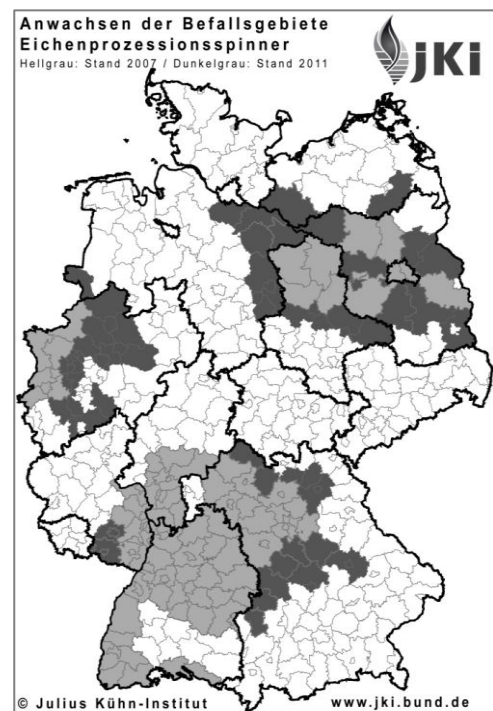 Anwachsen der Befallsgebiete
Eichenprozessionsspinner
Hellgrau: Stand 2007 / Dunkelgrau: Stand 2011
jKi
© Julius Kühn-Institut
www.jki.bund.de